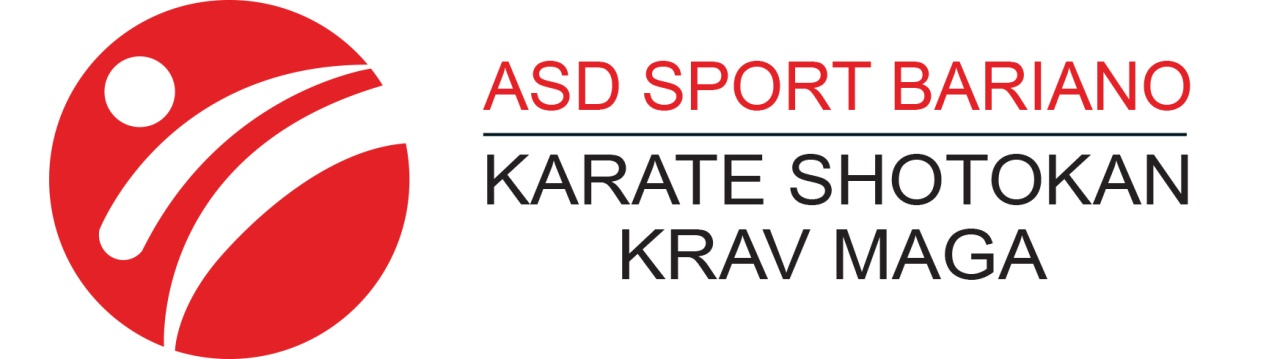 ASD SPORT BARIANO
KARATE SHOTOKAN
KRAV MAGA